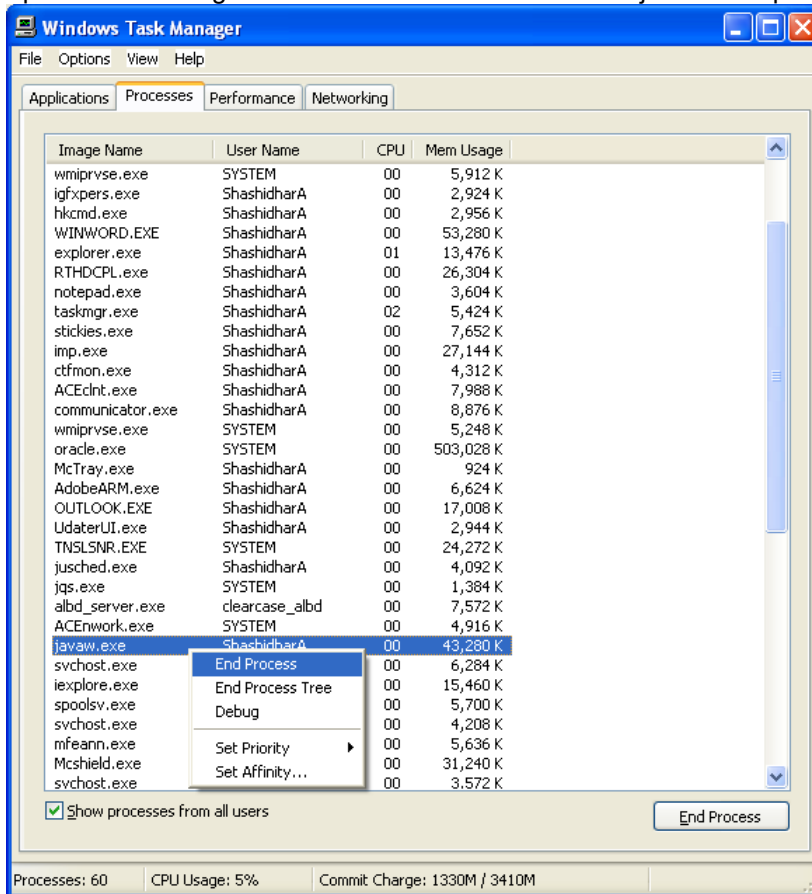 Windows Task Manager
File Options View Help
Applications Processes Performance Networking
Image Name User Name CPU Mem Usage
wmiprvse.exe SYSTEM 00 5,912 K
igfxpers.exe ShashidharA 00 2,924 K
hkcmd.exe ShashidharA 00 2,956 K
WINWORD.EXE ShashidharA 00 53,280 K
explorer.exe ShashidharA 01 13,476 K
RTHDCPL.exe ShashidharA 00 26,304 K
notepad.exe ShashidharA 00 3,604 K
taskmgr.exe ShashidharA 02 5,424 K
stickies.exe ShashidharA 00 7,652 K
imp.exe ShashidharA 00 27,144 K
ctfmon.exe ShashidharA 00 4,312 K
ACEclnt.exe ShashidharA 00 7,988 K
communicator.exe ShashidharA 00 8,876 K
wmiprvse.exe SYSTEM 00 5,248 K
oracle.exe SYSTEM 00 503,028 K
McTray.exe ShashidharA 00 924 K
AdobeARM.exe ShashidharA 00 6,624 K
OUTLOOK.EXE ShashidharA 00 17,008 K
UdaterUI.exe ShashidharA 00 2,944 K
TNSLSNR.EXE SYSTEM 00 24,272 K
jusched.exe ShashidharA 00 4,092 K
jqs.exe SYSTEM 00 1,384 K
albd_server.exe clearcase_albd 00 7,572 K
ACEnwork.exe SYSTEM 00 4,916 K
javaw.exe ShashidharA 00 43,280 K
svchost.exe End Process 00 6,284 K
iexplore.exe End Process Tree 00 15,460 K
spoolsv.exe Debug 00 5,700 K
svchost.exe 00 4,208 K
mfeann.exe Set Priority 00 5,636 K
Mcshield.exe Set Affinity... 00 31,240 K
svchost.exe 00 3,572 K
Show processes from all users End Process
Processes: 60 CPU Usage: 5% Commit Charge: 1330M / 3410M